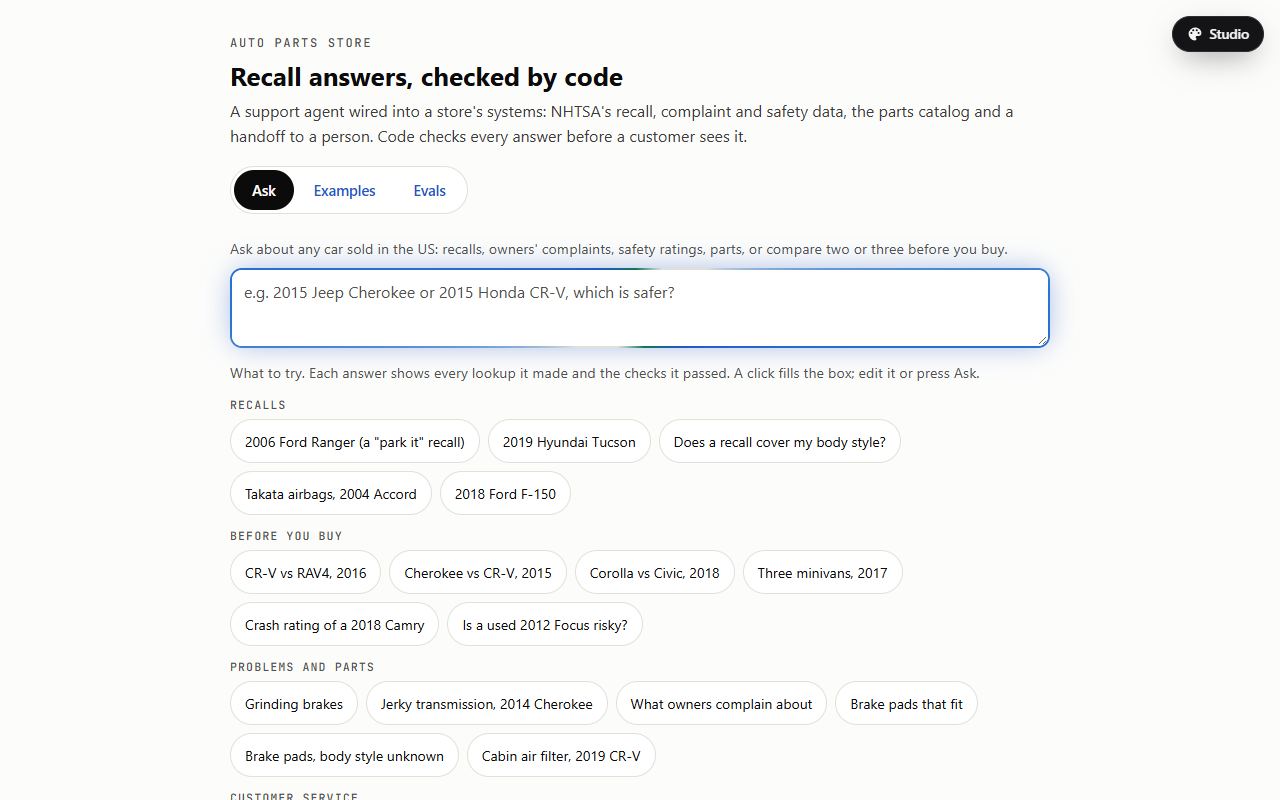 AUTO PARTS STORE
Studio
Recall answers, checked by code
A support agent wired into a store's systems: NHTSA's recall, complaint and safety data, the parts catalog and a
handoff to a person. Code checks every answer before a customer sees it.
Ask Examples Evals
Ask about any car sold in the US: recalls, owners' complaints, safety ratings, parts, or compare two or three before you buy.
e.g. 2015 Jeep Cherokee or 2015 Honda CR-V, which is safer?
What to try. Each answer shows every lookup it made and the checks it passed. A click fills the box; edit it or press Ask.
RECALLS
2006 Ford Ranger (a "park it" recall) 2019 Hyundai Tucson Does a recall cover my body style?
Takata airbags, 2004 Accord 2018 Ford F-150
BEFORE YOU BUY
CR-V vs RAV4, 2016 Cherokee vs CR-V, 2015 Corolla vs Civic, 2018 Three minivans, 2017
Crash rating of a 2018 Camry Is a used 2012 Focus risky?
PROBLEMS AND PARTS
Grinding brakes Jerky transmission, 2014 Cherokee What owners complain about Brake pads that fit
Brake pads, body style unknown Cabin air filter, 2019 CR-V
CUSTOMER SERVICE